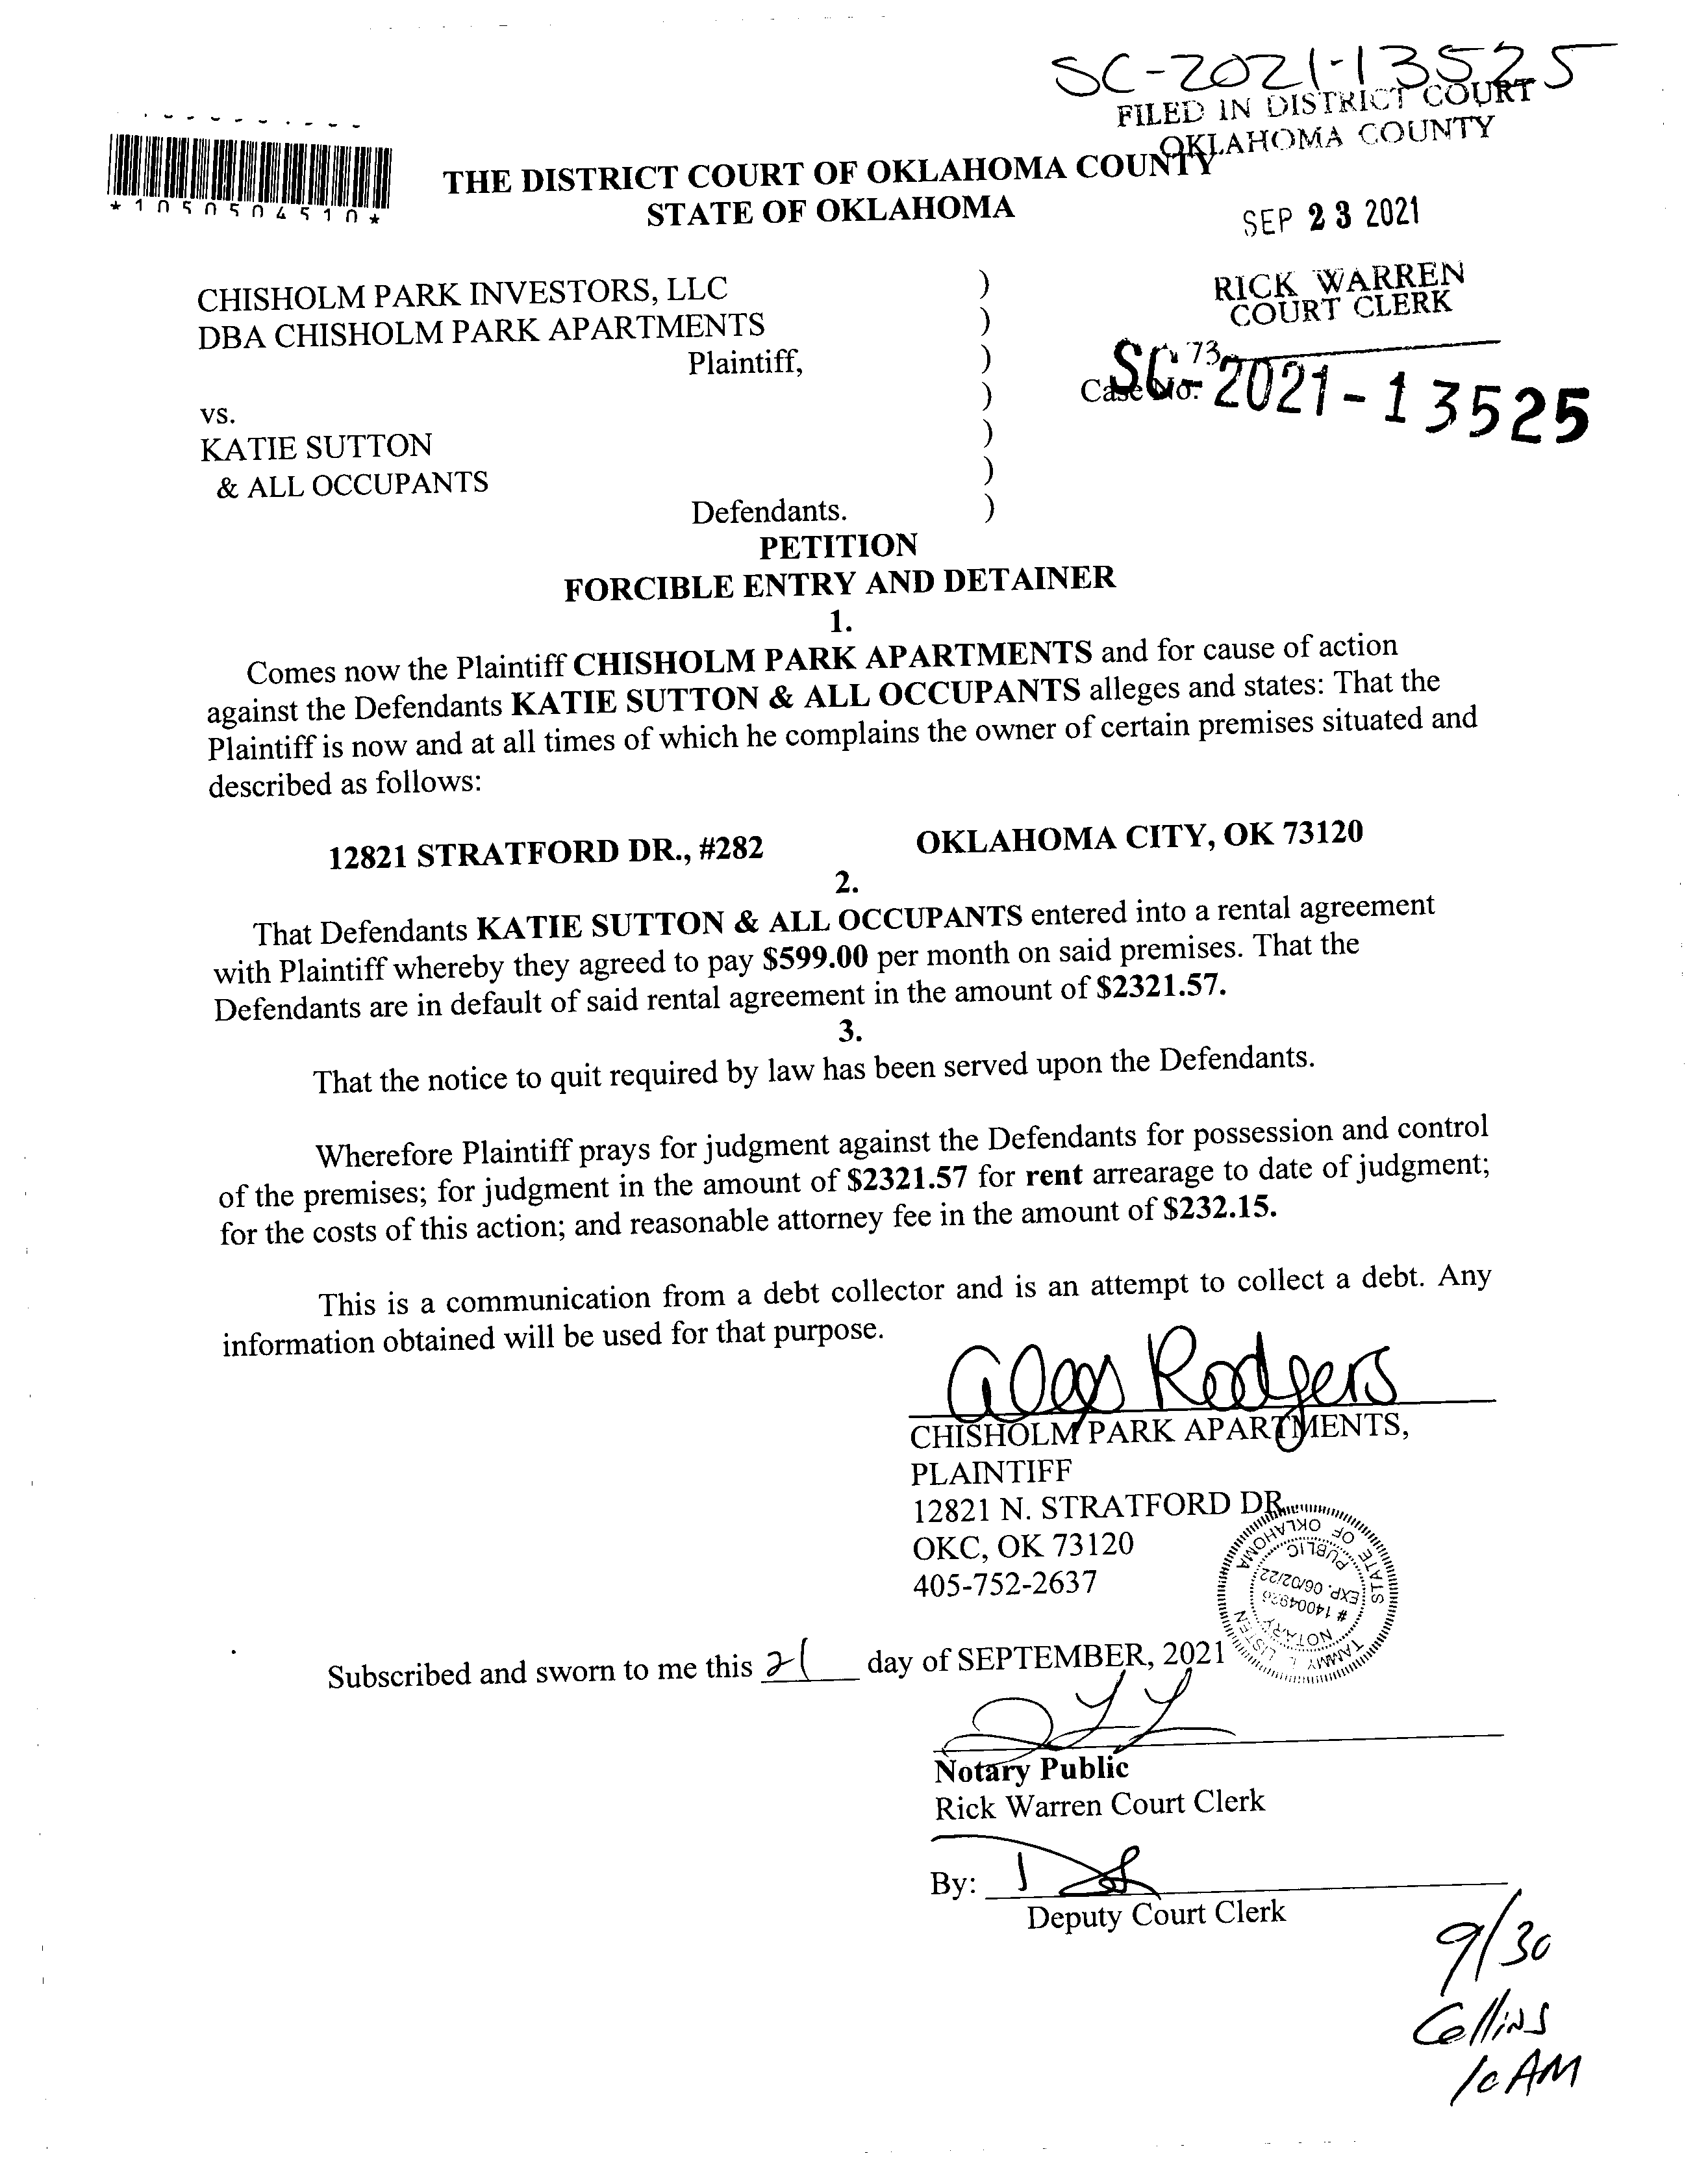 SC-2021-13525
FILED IN DISTRICT COURT
OKLAHOMA COUNTY
*1050504510*
THE DISTRICT COURT OF OKLAHOMA COUNTY
STATE OF OKLAHOMA
SEP 23 2021
RICK WARREN
COURT CLERK
73
CHISHOLM PARK INVESTORS, LLC )
DBA CHISHOLM PARK APARTMENTS )
Plaintiff, )
Case No. SC-2021-13525
)
vs.
KATIE SUTTON )
& ALL OCCUPANTS )
Defendants. )
PETITION
FORCIBLE ENTRY AND DETAINER
1.
Comes now the Plaintiff CHISHOLM PARK APARTMENTS and for cause of action
against the Defendants KATIE SUTTON & ALL OCCUPANTS alleges and states: That the
Plaintiff is now and at all times of which he complains the owner of certain premises situated and
described as follows:
12821 STRATFORD DR., #282 OKLAHOMA CITY, OK 73120
2.
That Defendants KATIE SUTTON & ALL OCCUPANTS entered into a rental agreement
with Plaintiff whereby they agreed to pay $599.00 per month on said premises. That the
Defendants are in default of said rental agreement in the amount of $2321.57.
3.
That the notice to quit required by law has been served upon the Defendants.
Wherefore Plaintiff prays for judgment against the Defendants for possession and control
of the premises; for judgment in the amount of $2321.57 for rent arrearage to date of judgment;
for the costs of this action; and reasonable attorney fee in the amount of $232.15.
This is a communication from a debt collector and is an attempt to collect a debt. Any
information obtained will be used for that purpose.
Rodgers
CHISHOLM PARK APARTMENTS,
PLAINTIFF
12821 N. STRATFORD DR
OKC, OK 73120
405-752-2637
TAMMY L LISTEN
STATE OF OKLAHOMA
NOTARY
PUBLIC
# 14004926
EXP. 06/02/22
Subscribed and sworn to me this 21 day of SEPTEMBER, 2021
Notary Public
Rick Warren Court Clerk
By:
Deputy Court Clerk
9/30
Collins
10 AM